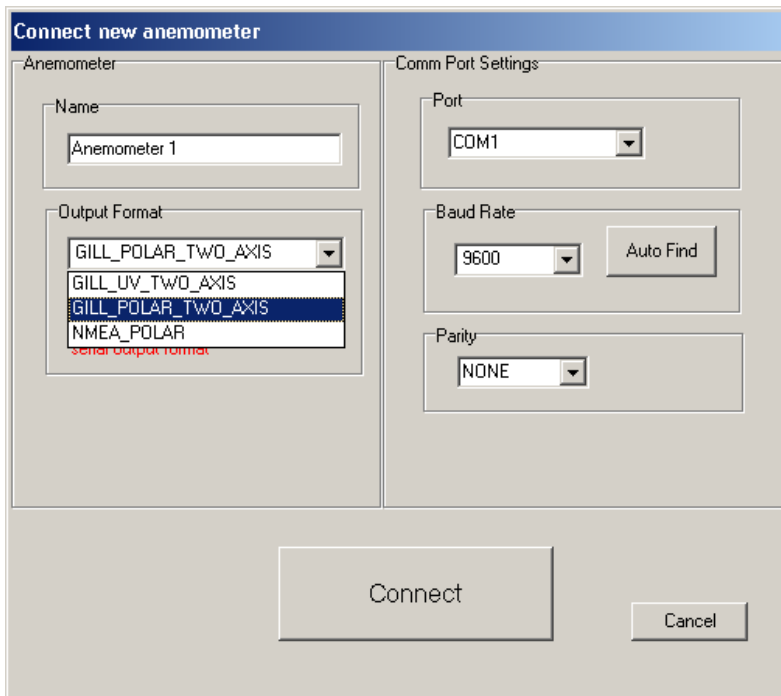 Connect new anemometer
Anemometer
Name
Anemometer 1
Output Format
GILL_POLAR_TWO_AXIS
GILL_UV_TWO_AXIS
GILL_POLAR_TWO_AXIS
NMEA_POLAR
serial output format
Comm Port Settings
Port
COM1
Baud Rate
9600
Auto Find
Parity
NONE
Connect
Cancel